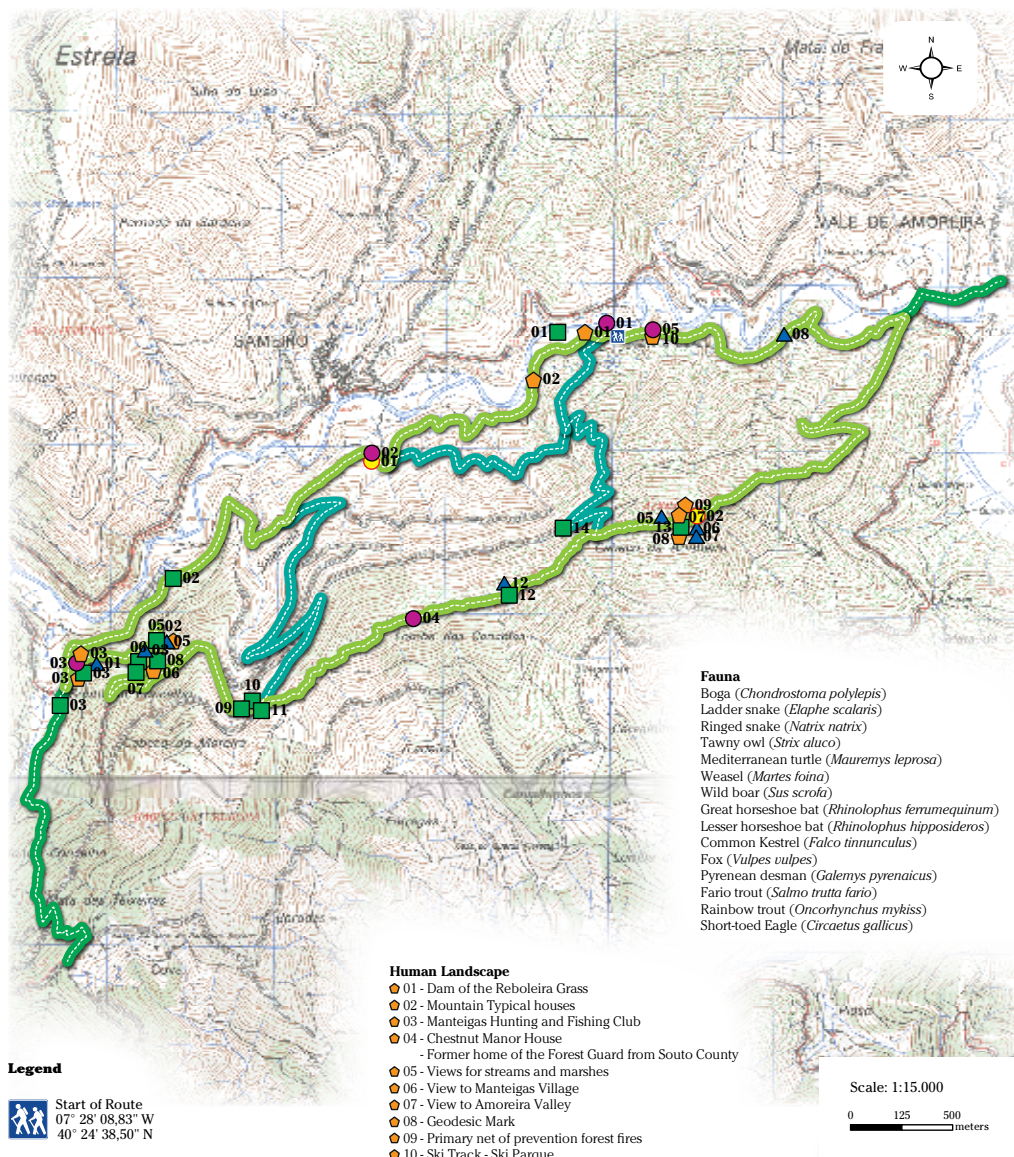 Estrela
N
W E
S
VALE DE AMOREIRA
SAMEIRO
01
01
01
05
10
08
02
02
01
09
05
07
02
13
06
08
07
14
02
12
12
04
05
02
05
03
03
01
03
03
08
06
07
03
10
09
11
Fauna
Boga (Chondrostoma polylepis)
Ladder snake (Elaphe scalaris)
Ringed snake (Natrix natrix)
Tawny owl (Strix aluco)
Mediterranean turtle (Mauremys leprosa)
Weasel (Martes foina)
Wild boar (Sus scrofa)
Great horseshoe bat (Rhinolophus ferrumequinum)
Lesser horseshoe bat (Rhinolophus hipposideros)
Common Kestrel (Falco tinnunculus)
Fox (Vulpes vulpes)
Pyrenean desman (Galemys pyrenaicus)
Fario trout (Salmo trutta fario)
Rainbow trout (Oncorhynchus mykiss)
Short-toed Eagle (Circaetus gallicus)
Human Landscape
01 - Dam of the Reboleira Grass
02 - Mountain Typical houses
03 - Manteigas Hunting and Fishing Club
04 - Chestnut Manor House
- Former home of the Forest Guard from Souto County
05 - Views for streams and marshes
06 - View to Manteigas Village
07 - View to Amoreira Valley
08 - Geodesic Mark
09 - Primary net of prevention forest fires
10 - Ski Track - Ski Parque
Legend
Start of Route
07° 28' 08,83" W
40° 24' 38,50" N
Scale: 1:15.000
0 125 500
meters